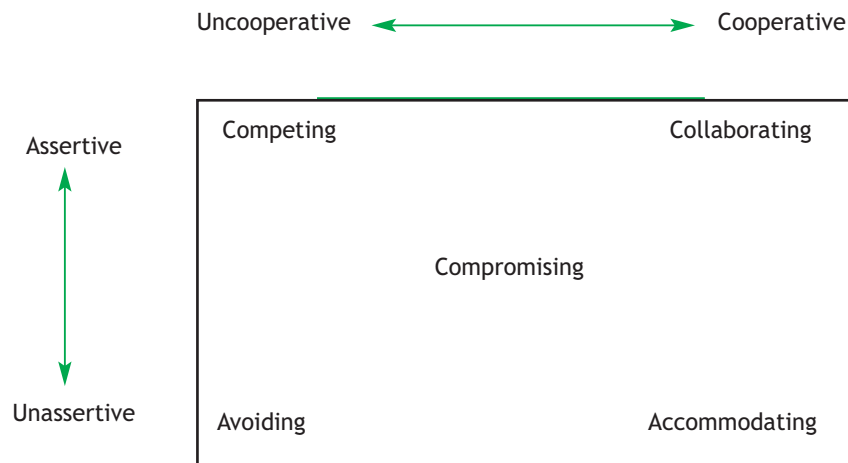 Uncooperative Cooperative
Competing Collaborating
Assertive
Compromising
Unassertive
Avoiding Accommodating